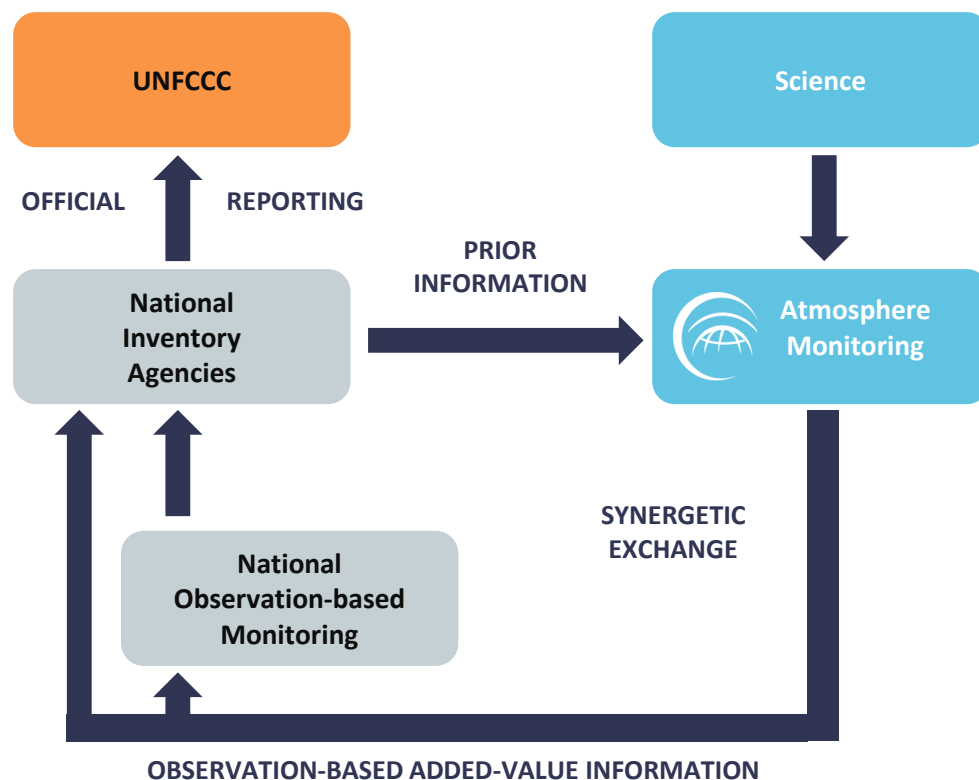 UNFCCC
Science
OFFICIAL REPORTING
PRIOR
INFORMATION
National
Inventory
Agencies
Atmosphere
Monitoring
SYNERGETIC
EXCHANGE
National
Observation-based
Monitoring
OBSERVATION-BASED ADDED-VALUE INFORMATION